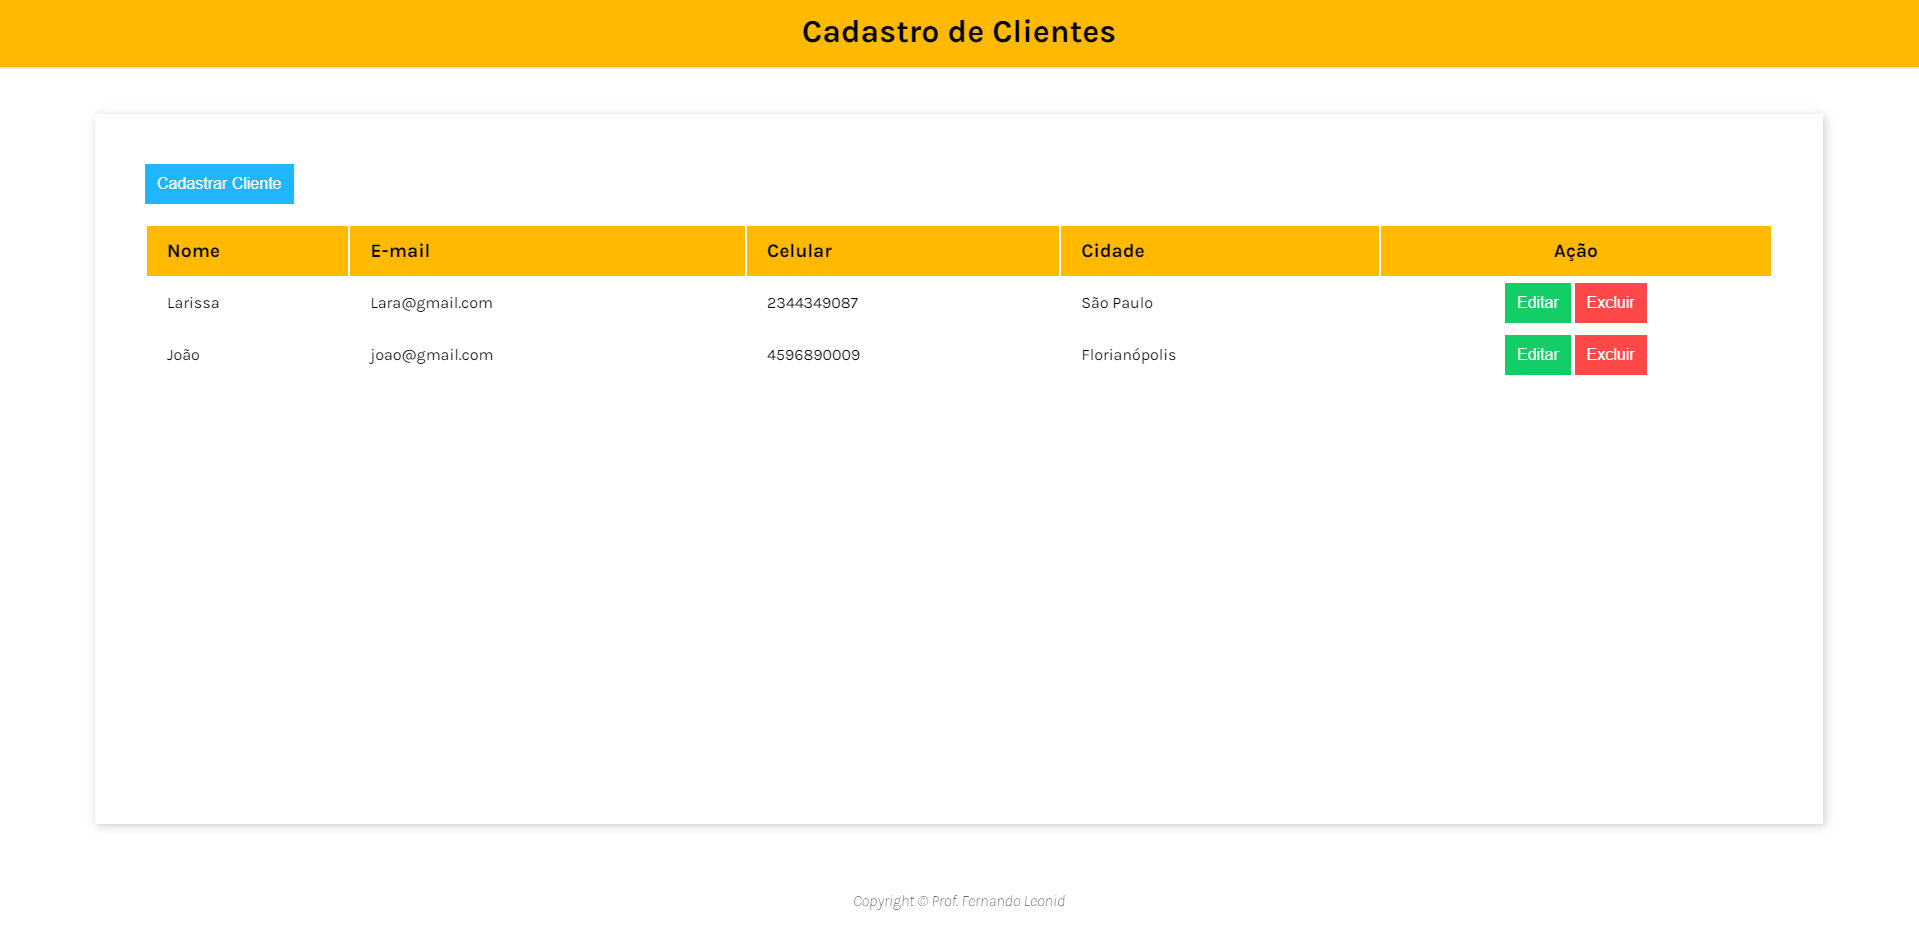 Cadastro de Clientes
Cadastrar Cliente
Nome E-mail Celular Cidade Ação
Larissa Lara@gmail.com 2344349087 São Paulo Editar Excluir
João joao@gmail.com 4596890009 Florianópolis Editar Excluir
Copyright © Prof. Fernando Leonid